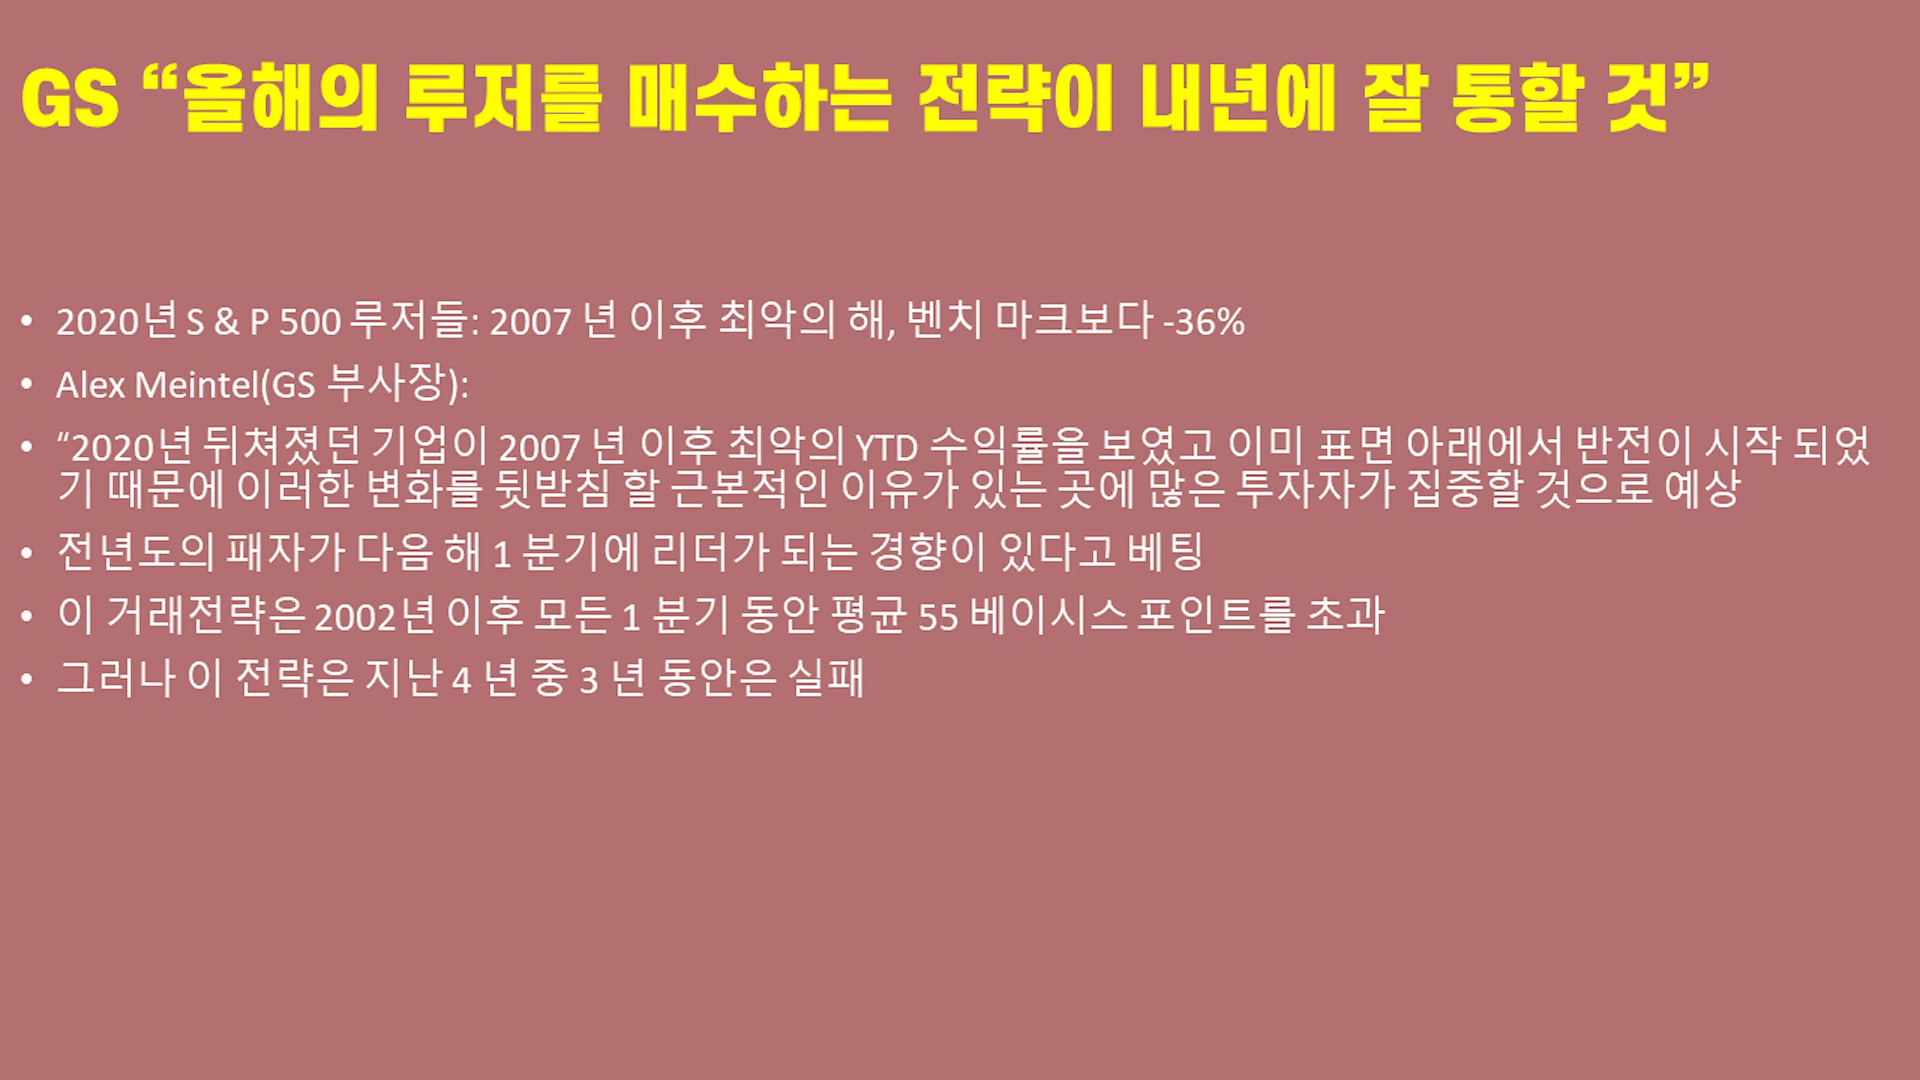 GS “올해의 루저를 매수하는 전략이 내년에 잘 통할 것”
• 2020년 S & P 500 루저들: 2007 년 이후 최악의 해, 벤치 마크보다 -36%
• Alex Meintel(GS 부사장):
• “2020년 뒤쳐졌던 기업이 2007 년 이후 최악의 YTD 수익률을 보였고 이미 표면 아래에서 반전이 시작 되었
기 때문에 이러한 변화를 뒷받침 할 근본적인 이유가 있는 곳에 많은 투자자가 집중할 것으로 예상
• 전년도의 패자가 다음 해 1 분기에 리더가 되는 경향이 있다고 베팅
• 이 거래전략은 2002년 이후 모든 1 분기 동안 평균 55 베이시스 포인트를 초과
• 그러나 이 전략은 지난 4 년 중 3 년 동안은 실패